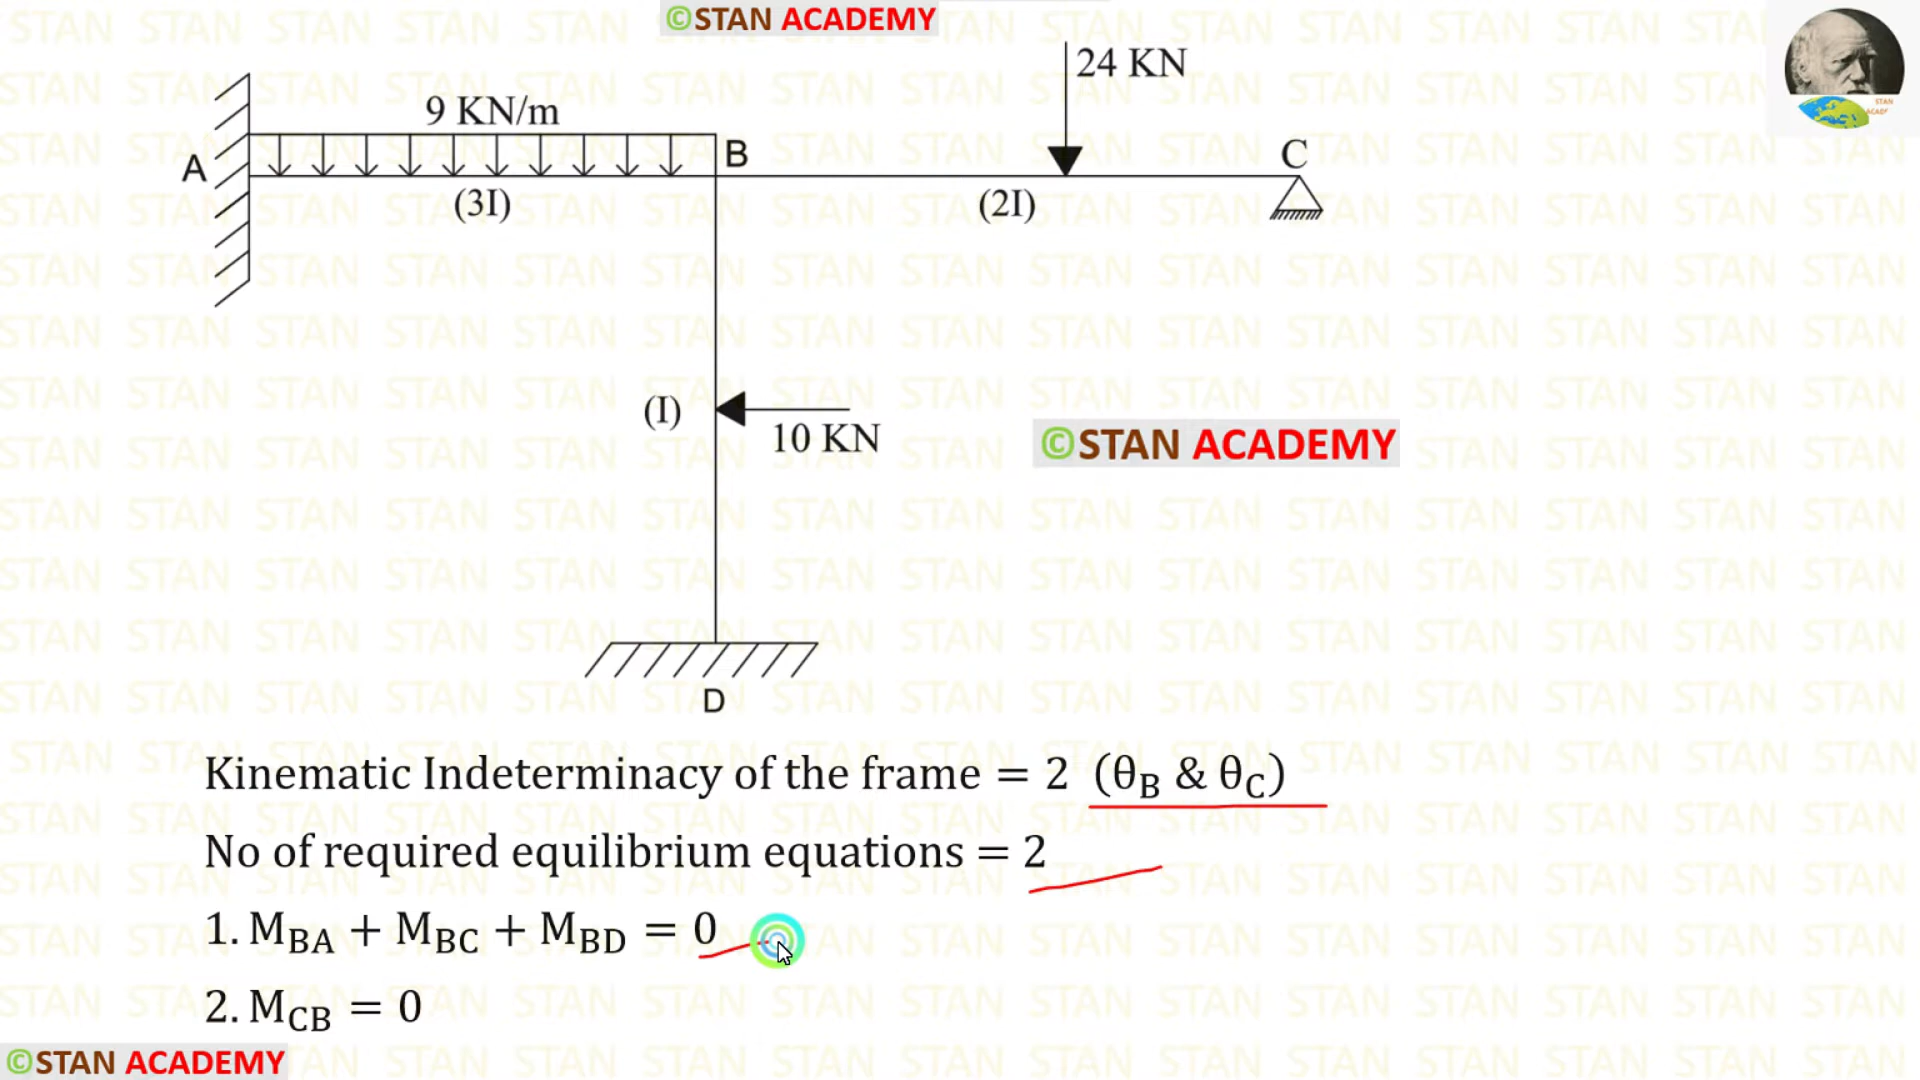 ©STAN ACADEMY
24 KN
9 KN/m
A
B
C
(3I)
(2I)
(I)
10 KN
©STAN ACADEMY
D
Kinematic Indeterminacy of the frame = 2 (θB & θC)
No of required equilibrium equations = 2
1. MBA + MBC + MBD = 0
2. MCB = 0
©STAN ACADEMY